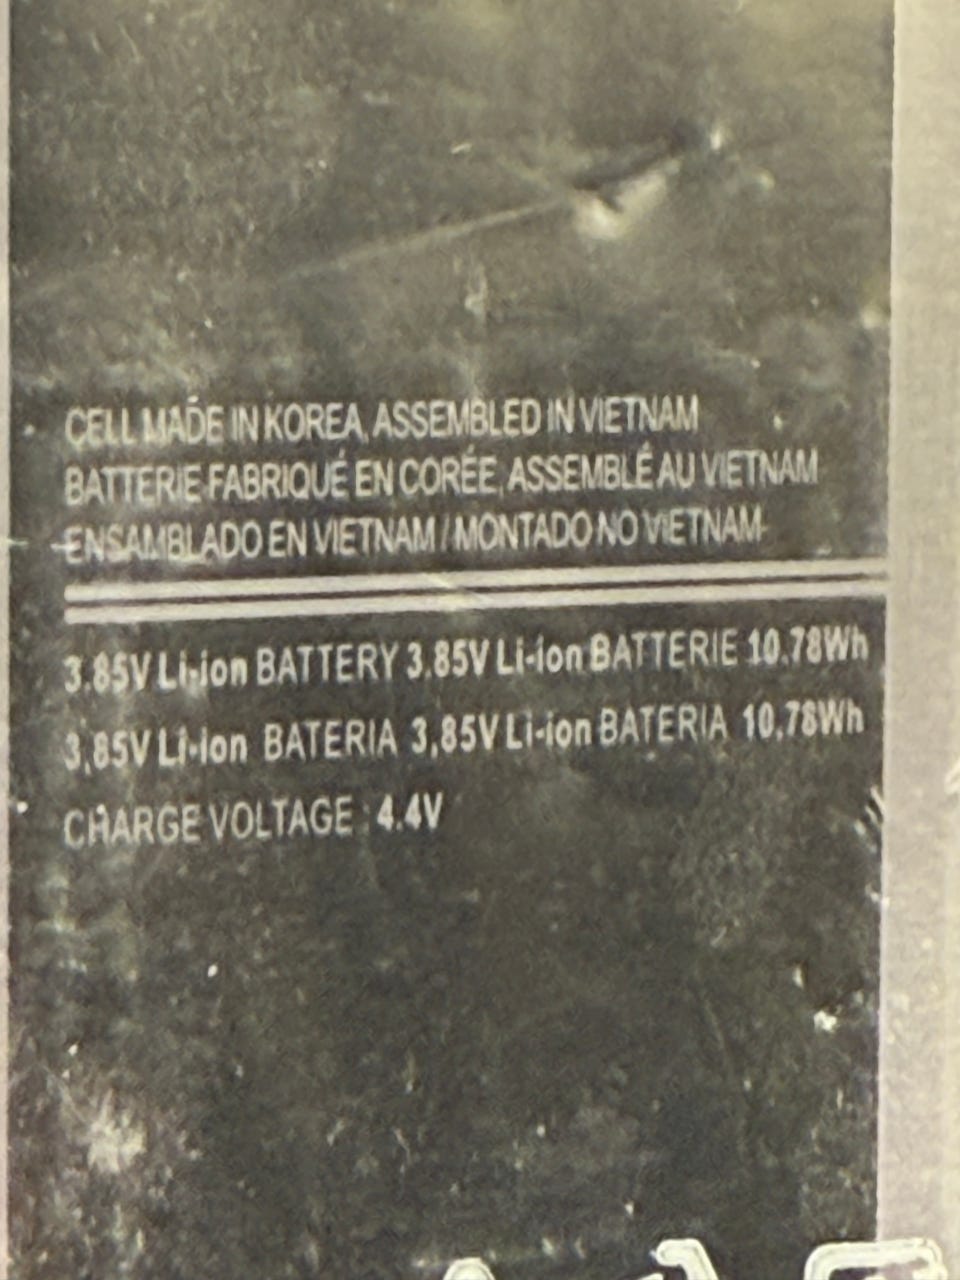 CELL MADE IN KOREA, ASSEMBLED IN VIETNAM
BATTERIE FABRIQUÉ EN CORÉE, ASSEMBLÉ AU VIETNAM
ENSAMBLADO EN VIETNAM / MONTADO NO VIETNAM
3.85V Li-ion BATTERY 3.85V Li-ion BATTERIE 10.78Wh
3,85V Li-ion BATERIA 3,85V Li-ion BATERIA 10,78Wh
CHARGE VOLTAGE : 4.4V